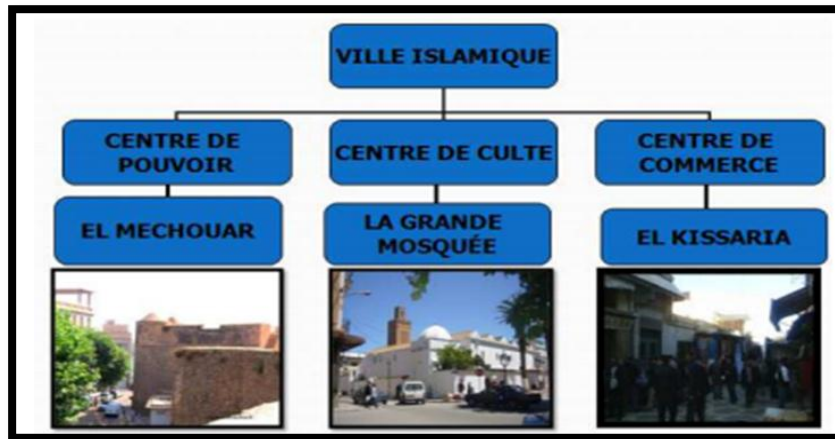 VILLE ISLAMIQUE
CENTRE DE
POUVOIR
CENTRE DE CULTE
CENTRE DE
COMMERCE
EL MECHOUAR
LA GRANDE
MOSQUÉE
EL KISSARIA